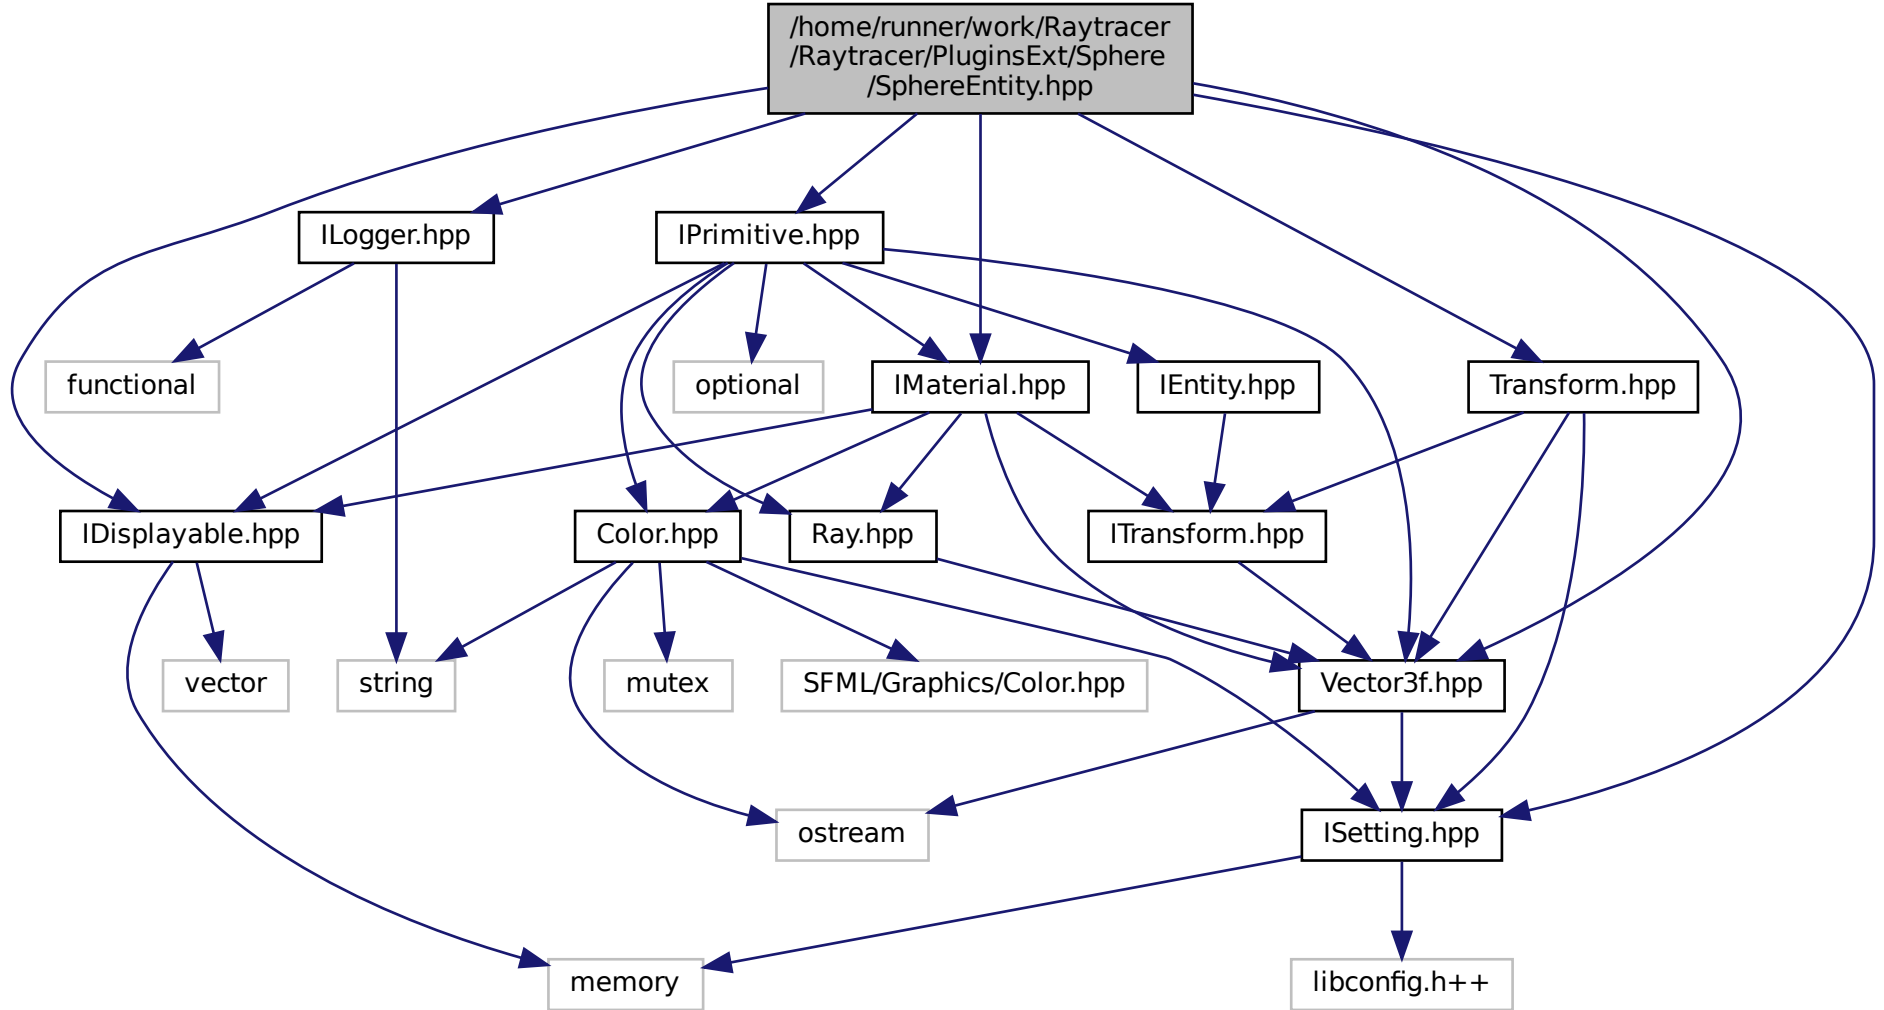 /home/runner/work/Raytracer
/Raytracer/PluginsExt/Sphere
/SphereEntity.hpp
ILogger.hpp
IPrimitive.hpp
functional
optional
IMaterial.hpp
IEntity.hpp
Transform.hpp
IDisplayable.hpp
Color.hpp
Ray.hpp
ITransform.hpp
vector
string
mutex
SFML/Graphics/Color.hpp
Vector3f.hpp
ostream
ISetting.hpp
memory
libconfig.h++